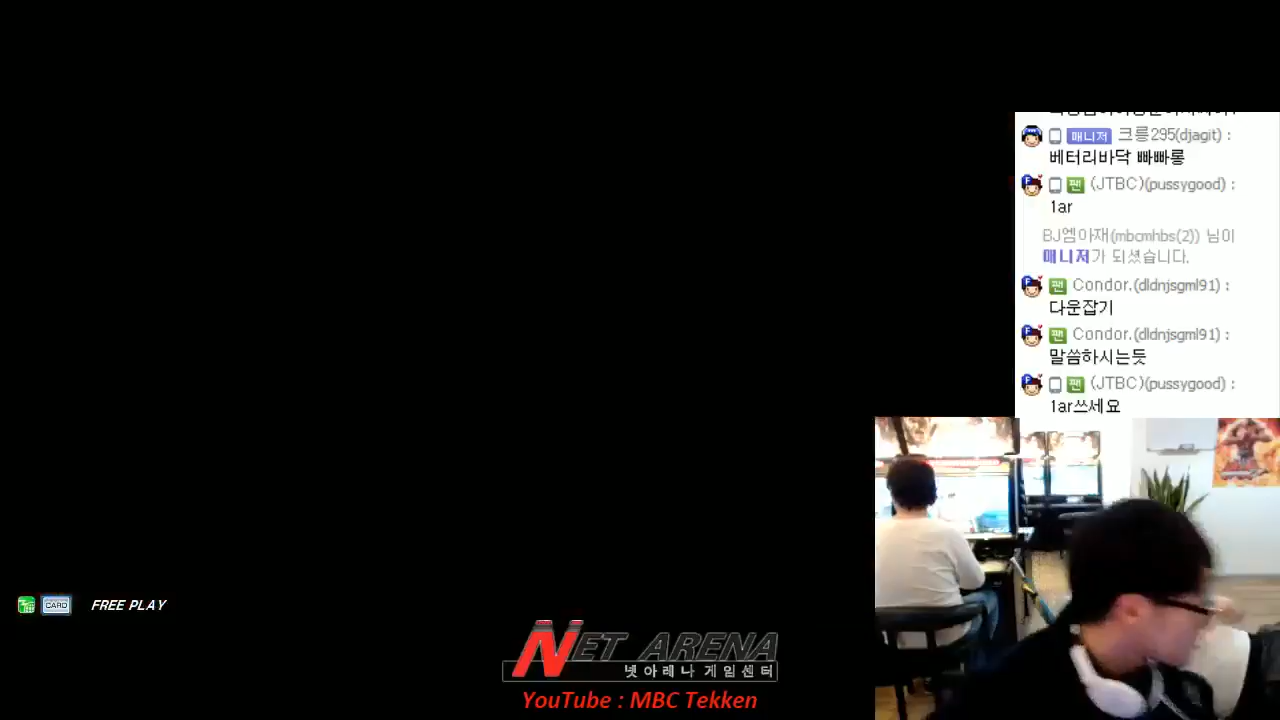 매니저 크롱295(djagit) :
베터리바닥 빠빠롱
팬 (JTBC)(pussygood) :
1ar
BJ엠아재(mbcmhbs(2)) 님이
매니저가 되셨습니다.
팬 Condor.(dldnjsgml91) :
다운잡기
팬 Condor.(dldnjsgml91) :
말씀하시는듯
팬 (JTBC)(pussygood) :
1ar쓰세요
CARD FREE PLAY
NET ARENA
넷아레나 게임센터
YouTube : MBC Tekken